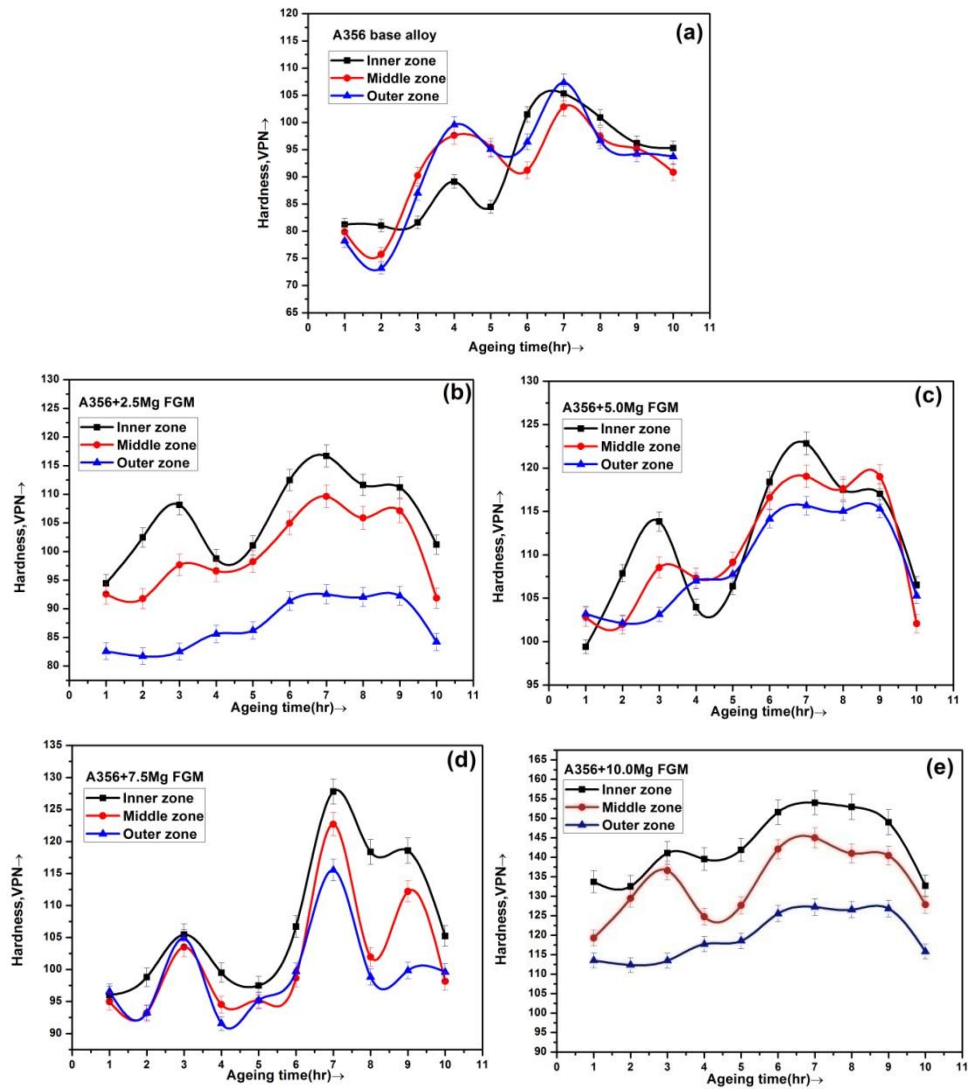 (a)
A356 base alloy
Inner zone
Middle zone
Outer zone
Hardness,VPN→
120
115
110
105
100
95
90
85
80
75
70
65
0 1 2 3 4 5 6 7 8 9 10 11
Ageing time(hr)→
(b)
A356+2.5Mg FGM
Inner zone
Middle zone
Outer zone
Hardness,VPN→
130
125
120
115
110
105
100
95
90
85
80
0 1 2 3 4 5 6 7 8 9 10 11
Ageing time(hr)→
(c)
A356+5.0Mg FGM
Inner zone
Middle zone
Outer zone
Hardness,VPN→
130
125
120
115
110
105
100
95
0 1 2 3 4 5 6 7 8 9 10 11
Ageing time(hr)→
(d)
A356+7.5Mg FGM
Inner zone
Middle zone
Outer zone
Hardness,VPN→
135
130
125
120
115
110
105
100
95
90
0 1 2 3 4 5 6 7 8 9 10 11
Ageing time(hr)→
(e)
A356+10.0Mg FGM
Inner zone
Middle zone
Outer zone
Hardness,VPN→
165
160
155
150
145
140
135
130
125
120
115
110
105
100
95
90
0 1 2 3 4 5 6 7 8 9 10 11
Ageing time(hr)→